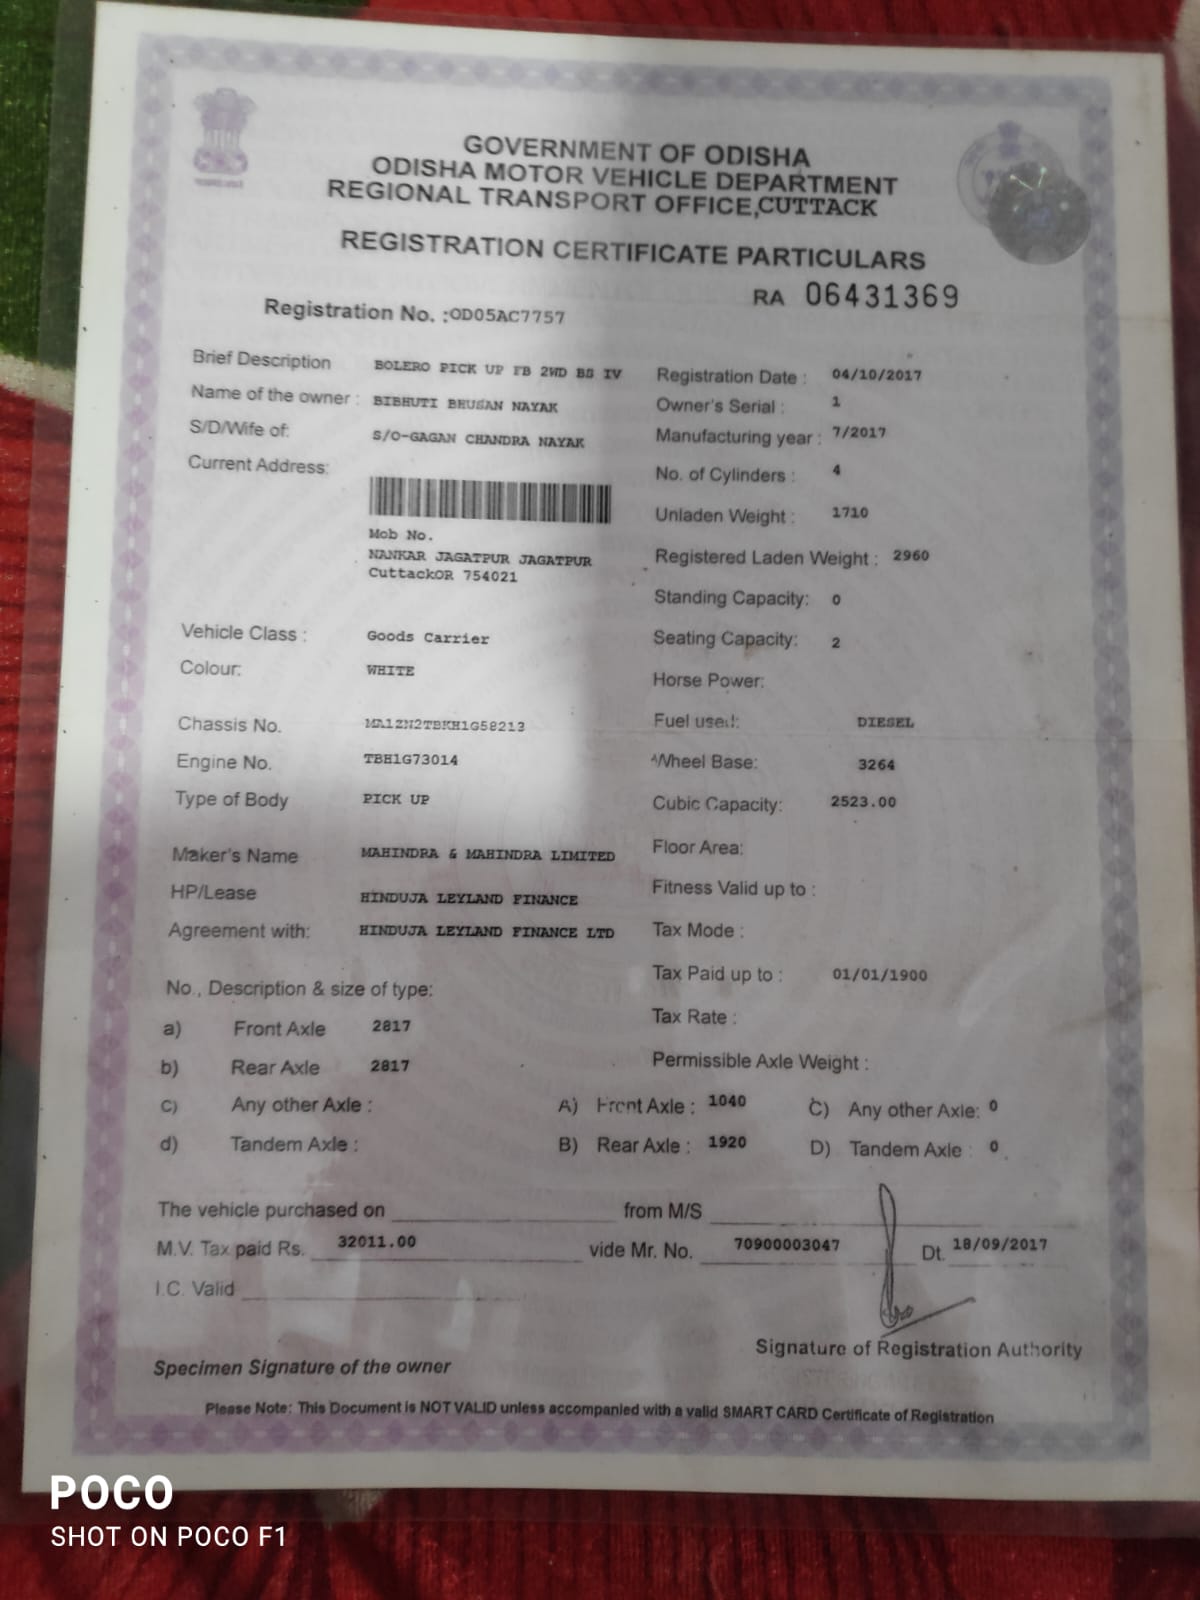 GOVERNMENT OF ODISHA
ODISHA MOTOR VEHICLE DEPARTMENT
REGIONAL TRANSPORT OFFICE,CUTTACK
REGISTRATION CERTIFICATE PARTICULARS
RA 06431369
Registration No. :OD05AC7757
Brief Description BOLERO PICK UP FB 2WD BS IV
Name of the owner : BIBHUTI BHUSAN NAYAK
S/D/Wife of: S/O-GAGAN CHANDRA NAYAK
Current Address:
Mob No.
NANKAR JAGATPUR JAGATPUR
CuttackOR 754021
Vehicle Class : Goods Carrier
Colour: WHITE
Chassis No. MA1ZN2TBKH1G58213
Engine No. TBH1G73014
Type of Body PICK UP
Maker's Name MAHINDRA & MAHINDRA LIMITED
HP/Lease HINDUJA LEYLAND FINANCE
Agreement with: HINDUJA LEYLAND FINANCE LTD
Registration Date : 04/10/2017
Owner's Serial : 1
Manufacturing year : 7/2017
No. of Cylinders : 4
Unladen Weight : 1710
Registered Laden Weight : 2960
Standing Capacity: 0
Seating Capacity: 2
Horse Power:
Fuel used: DIESEL
Wheel Base: 3264
Cubic Capacity: 2523.00
Floor Area:
Fitness Valid up to :
Tax Mode :
Tax Paid up to : 01/01/1900
Tax Rate :
No., Description & size of type:
a) Front Axle 2817
b) Rear Axle 2817
c) Any other Axle :
d) Tandem Axle :
Permissible Axle Weight :
A) Front Axle : 1040 C) Any other Axle: 0
B) Rear Axle : 1920 D) Tandem Axle : 0
The vehicle purchased on from M/S
M.V. Tax paid Rs. 32011.00 vide Mr. No. 70900003047 Dt. 18/09/2017
I.C. Valid
Signature of Registration Authority
Specimen Signature of the owner
Please Note: This Document is NOT VALID unless accompanied with a valid SMART CARD Certificate of Registration
POCO
SHOT ON POCO F1